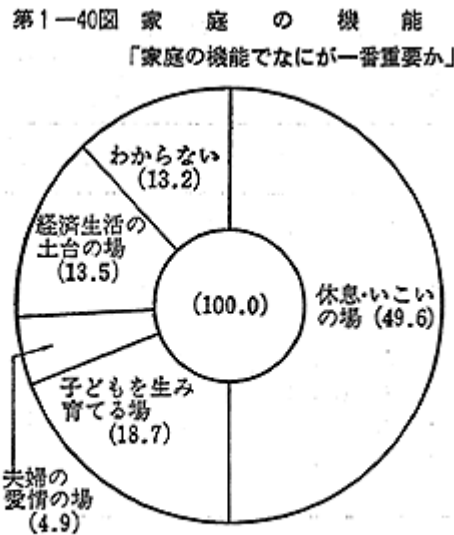 第1―40図 家庭の機能
「家庭の機能でなにが一番重要か」
わからない
(13.2)
経済生活の
土台の場
(13.5)
(100.0)
休息・いこい
の場 (49.6)
子どもを生み
育てる場
(18.7)
夫婦の
愛情の場
(4.9)